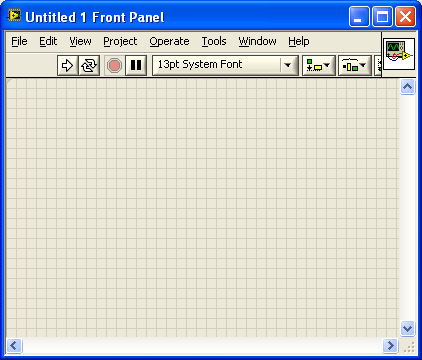 Untitled 1 Front Panel
File Edit View Project Operate Tools Window Help
13pt System Font